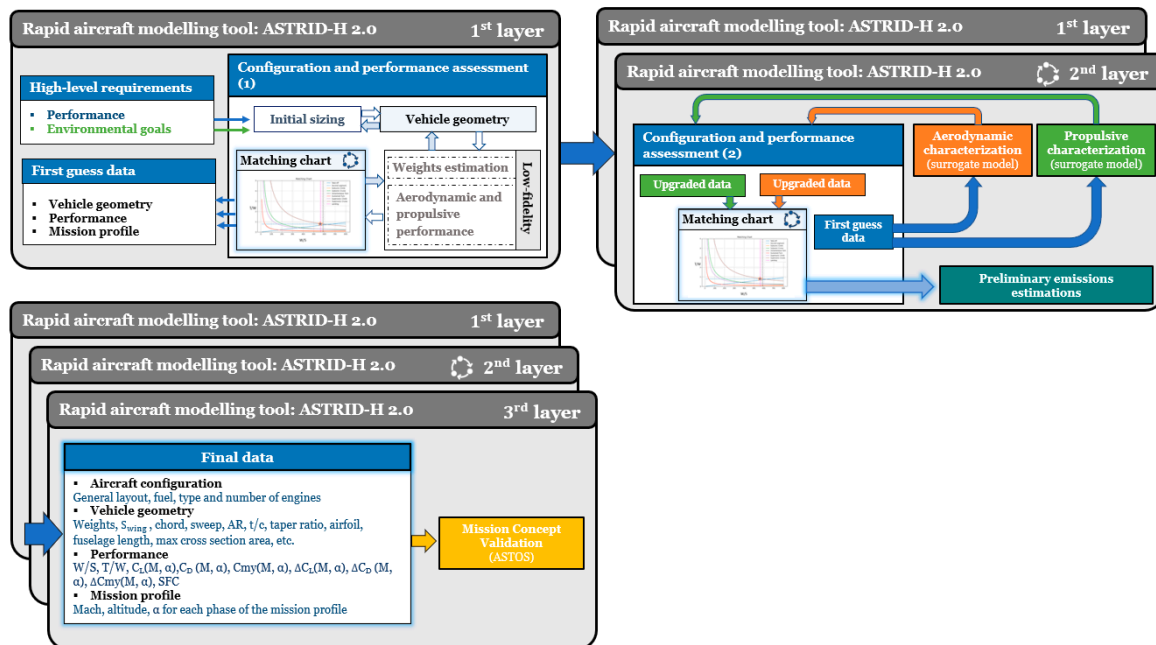 Rapid aircraft modelling tool: ASTRID-H 2.0
1st layer
High-level requirements
▪ Performance
▪ Environmental goals
Configuration and performance assessment
(1)
Initial sizing
Vehicle geometry
First guess data
▪ Vehicle geometry
▪ Performance
▪ Mission profile
Matching chart
Weights estimation
Aerodynamic and
propulsive
performance
Low-fidelity
Rapid aircraft modelling tool: ASTRID-H 2.0
1st layer
Rapid aircraft modelling tool: ASTRID-H 2.0
2nd layer
Configuration and performance
assessment (2)
Aerodynamic
characterization
(surrogate model)
Propulsive
characterization
(surrogate model)
Upgraded data
Upgraded data
Matching chart
First guess
data
Preliminary emissions
estimations
Rapid aircraft modelling tool: ASTRID-H 2.0
1st layer
Rapid aircraft modelling tool: ASTRID-H 2.0
2nd layer
Rapid aircraft modelling tool: ASTRID-H 2.0
3rd layer
Final data
▪ Aircraft configuration
General layout, fuel, type and number of engines
▪ Vehicle geometry
Weights, Swing , chord, sweep, AR, t/c, taper ratio, airfoil,
fuselage length, max cross section area, etc.
▪ Performance
W/S, T/W, CL(M, α),CD (M, α), Cmy(M, α), ΔCL(M, α), ΔCD (M,
α), ΔCmy(M, α), SFC
▪ Mission profile
Mach, altitude, α for each phase of the mission profile
Mission Concept
Validation
(ASTOS)